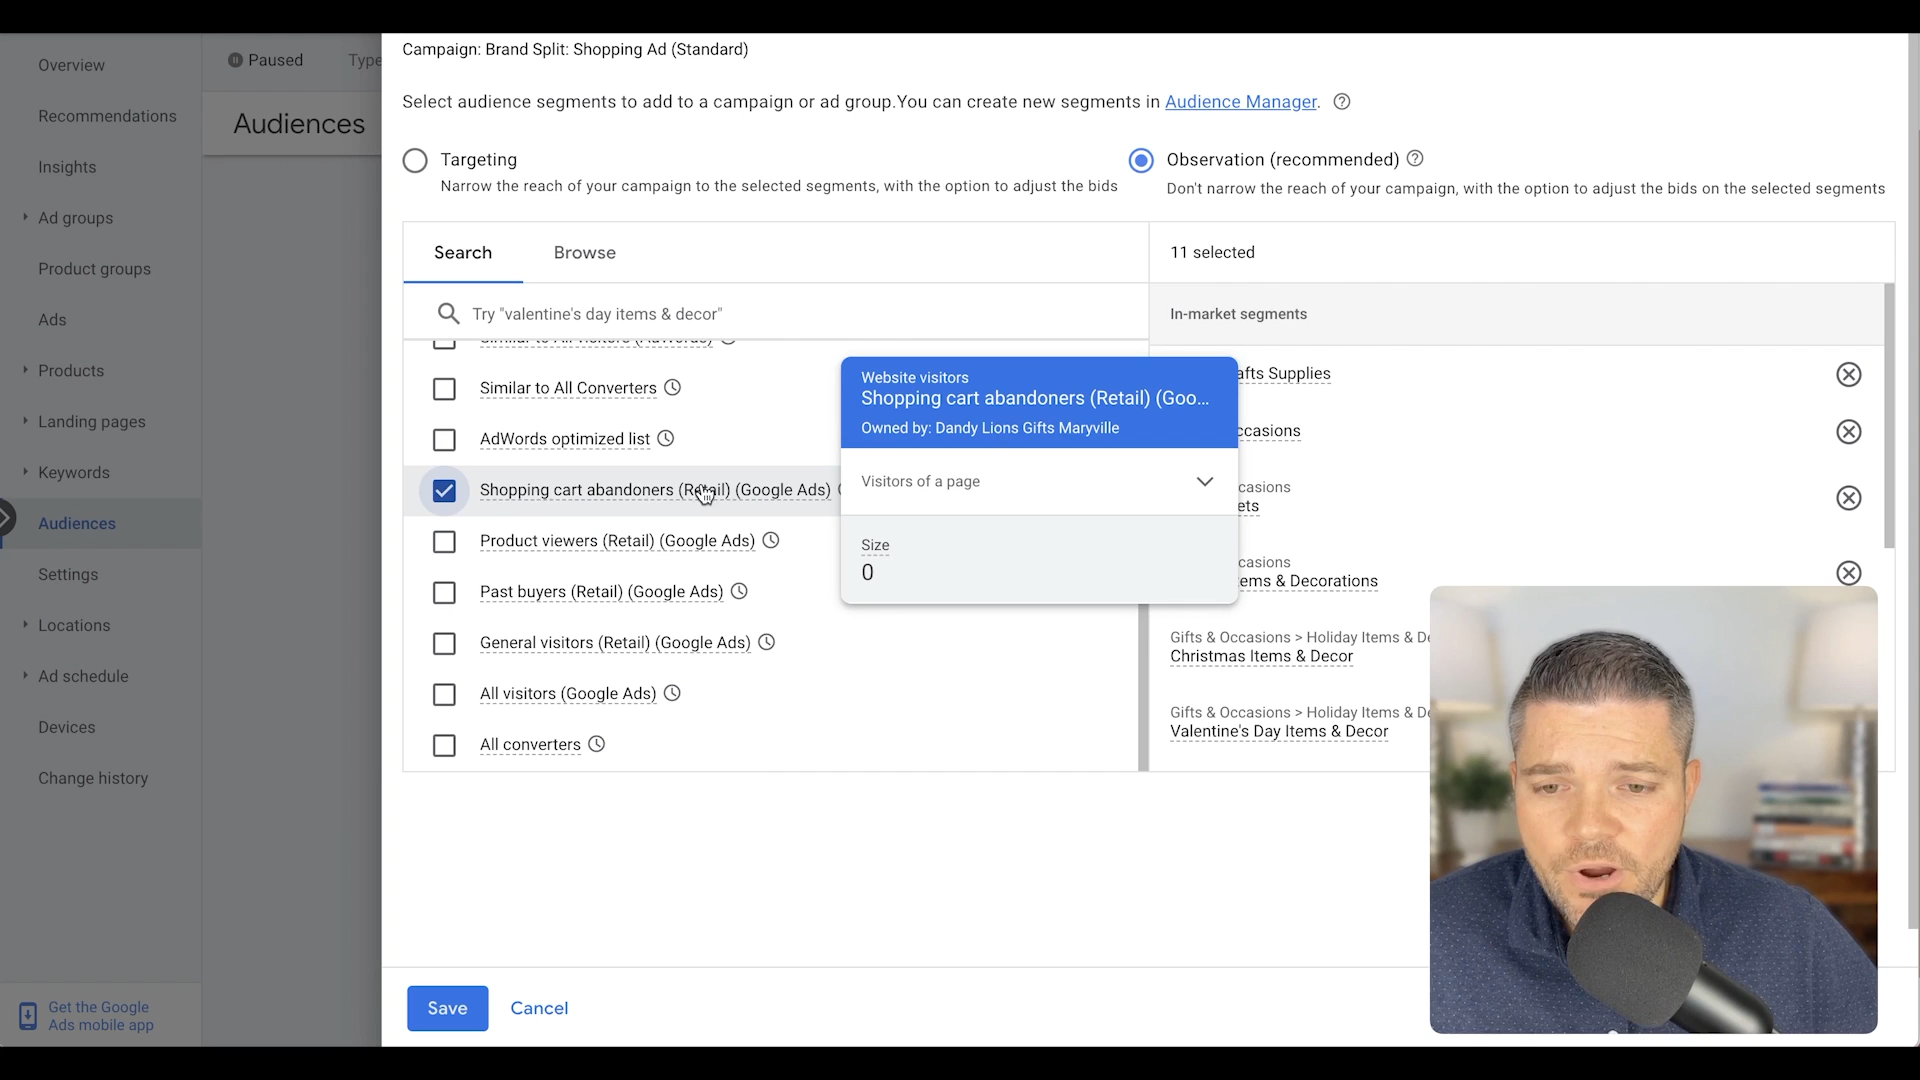 Campaign: Brand Split: Shopping Ad (Standard)
Overview
Paused
Type
Recommendations
Select audience segments to add to a campaign or ad group.You can create new segments in Audience Manager.
Audiences
Insights
Targeting
Narrow the reach of your campaign to the selected segments, with the option to adjust the bids
Observation (recommended)
Don't narrow the reach of your campaign, with the option to adjust the bids on the selected segments
Ad groups
Product groups
Ads
Products
Landing pages
Keywords
Audiences
Settings
Locations
Ad schedule
Devices
Change history
Get the Google
Ads mobile app
Search
Browse
11 selected
Try "valentine's day items & decor"
In-market segments
Similar to All Converters
AdWords optimized list
Shopping cart abandoners (Retail) (Google Ads)
Product viewers (Retail) (Google Ads)
Past buyers (Retail) (Google Ads)
General visitors (Retail) (Google Ads)
All visitors (Google Ads)
All converters
Website visitors
Shopping cart abandoners (Retail) (Goo...
Owned by: Dandy Lions Gifts Maryville
Visitors of a page
Size
0
afts Supplies
ccasions
casions
ets
casions
ems & Decorations
Gifts & Occasions > Holiday Items & De
Christmas Items & Decor
Gifts & Occasions > Holiday Items & De
Valentine's Day Items & Decor
Save
Cancel